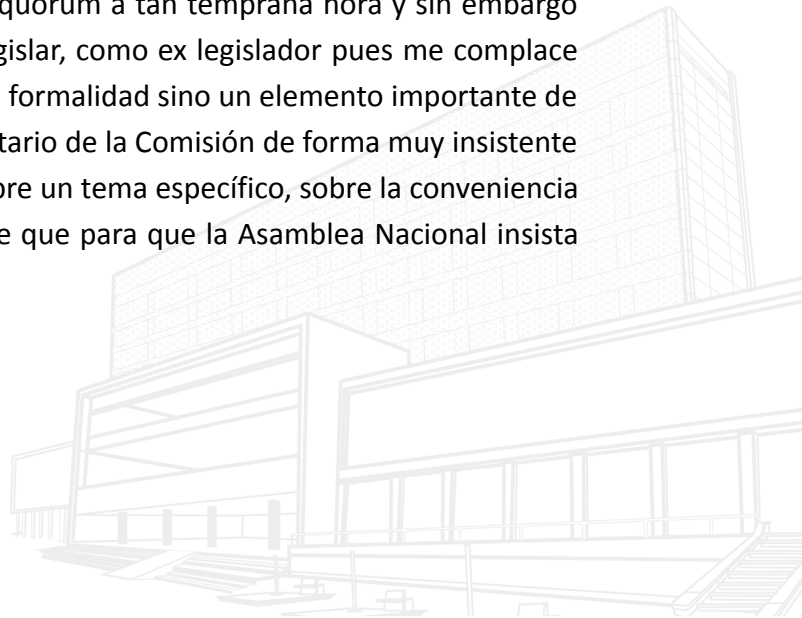 quórum a tan temprana hora y sin embargo
gislar, como ex legislador pues me complace
formalidad sino un elemento importante de
tario de la Comisión de forma muy insistente
bre un tema específico, sobre la conveniencia
e que para que la Asamblea Nacional insista